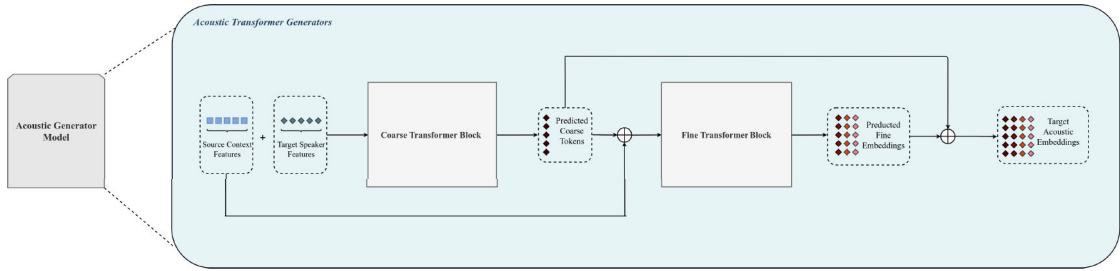 Acoustic Transformer Generators
Acoustic Generator
Model
Source Context
Features
+
Target Speaker
Features
Coarse Transformer Block
Predicted
Coarse
Tokens
Fine Transformer Block
Preducted
Fine
Embeddings
Target
Acoustic
Embeddings